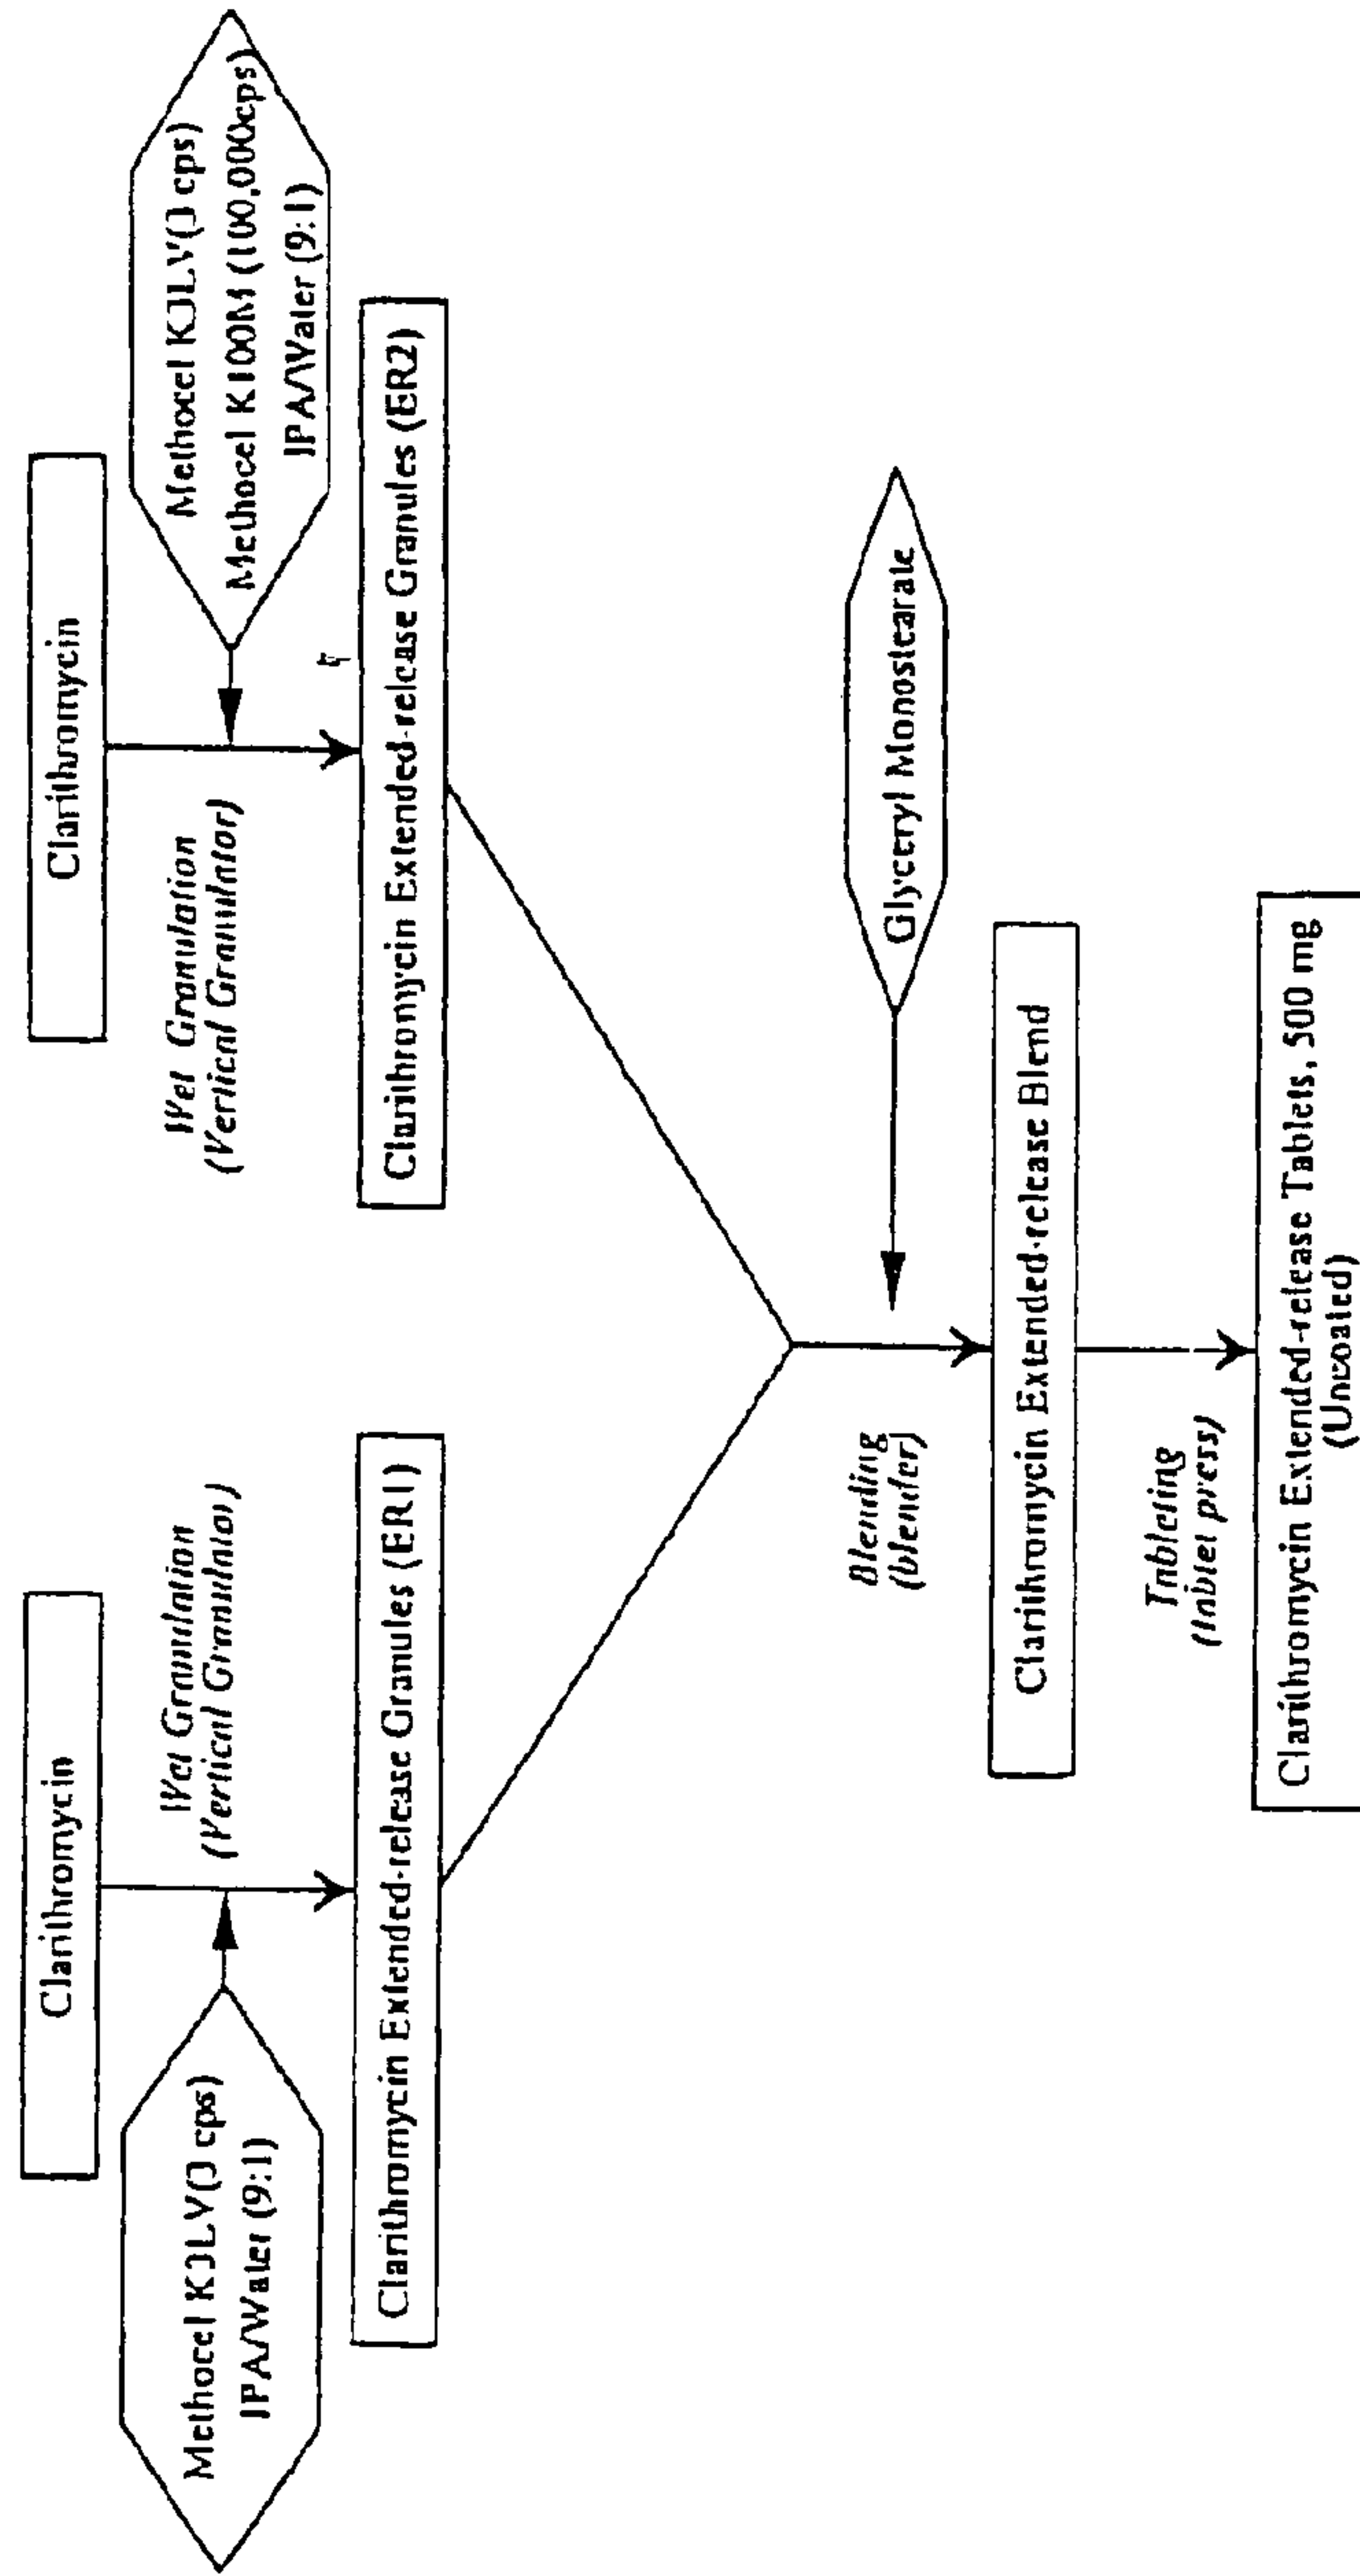 Clarithromycin
Methocel K3LV(3 cps)
IPA/Water (9:1)
Wet Granulation
(Vertical Granulator)
Clarithromycin Extended-release Granules (ER1)
Clarithromycin
Wet Granulation
(Vertical Granulator)
Methocel K3LV(3 cps)
Methocel K100M (100,000cps)
IPA/Water (9:1)
Clarithromycin Extended-release Granules (ER2)
Blending
(blender)
Glyceryl Monostearate
Clarithromycin Extended-release Blend
Tableting
(tablet press)
Clarithromycin Extended-release Tablets, 500 mg
(Uncoated)